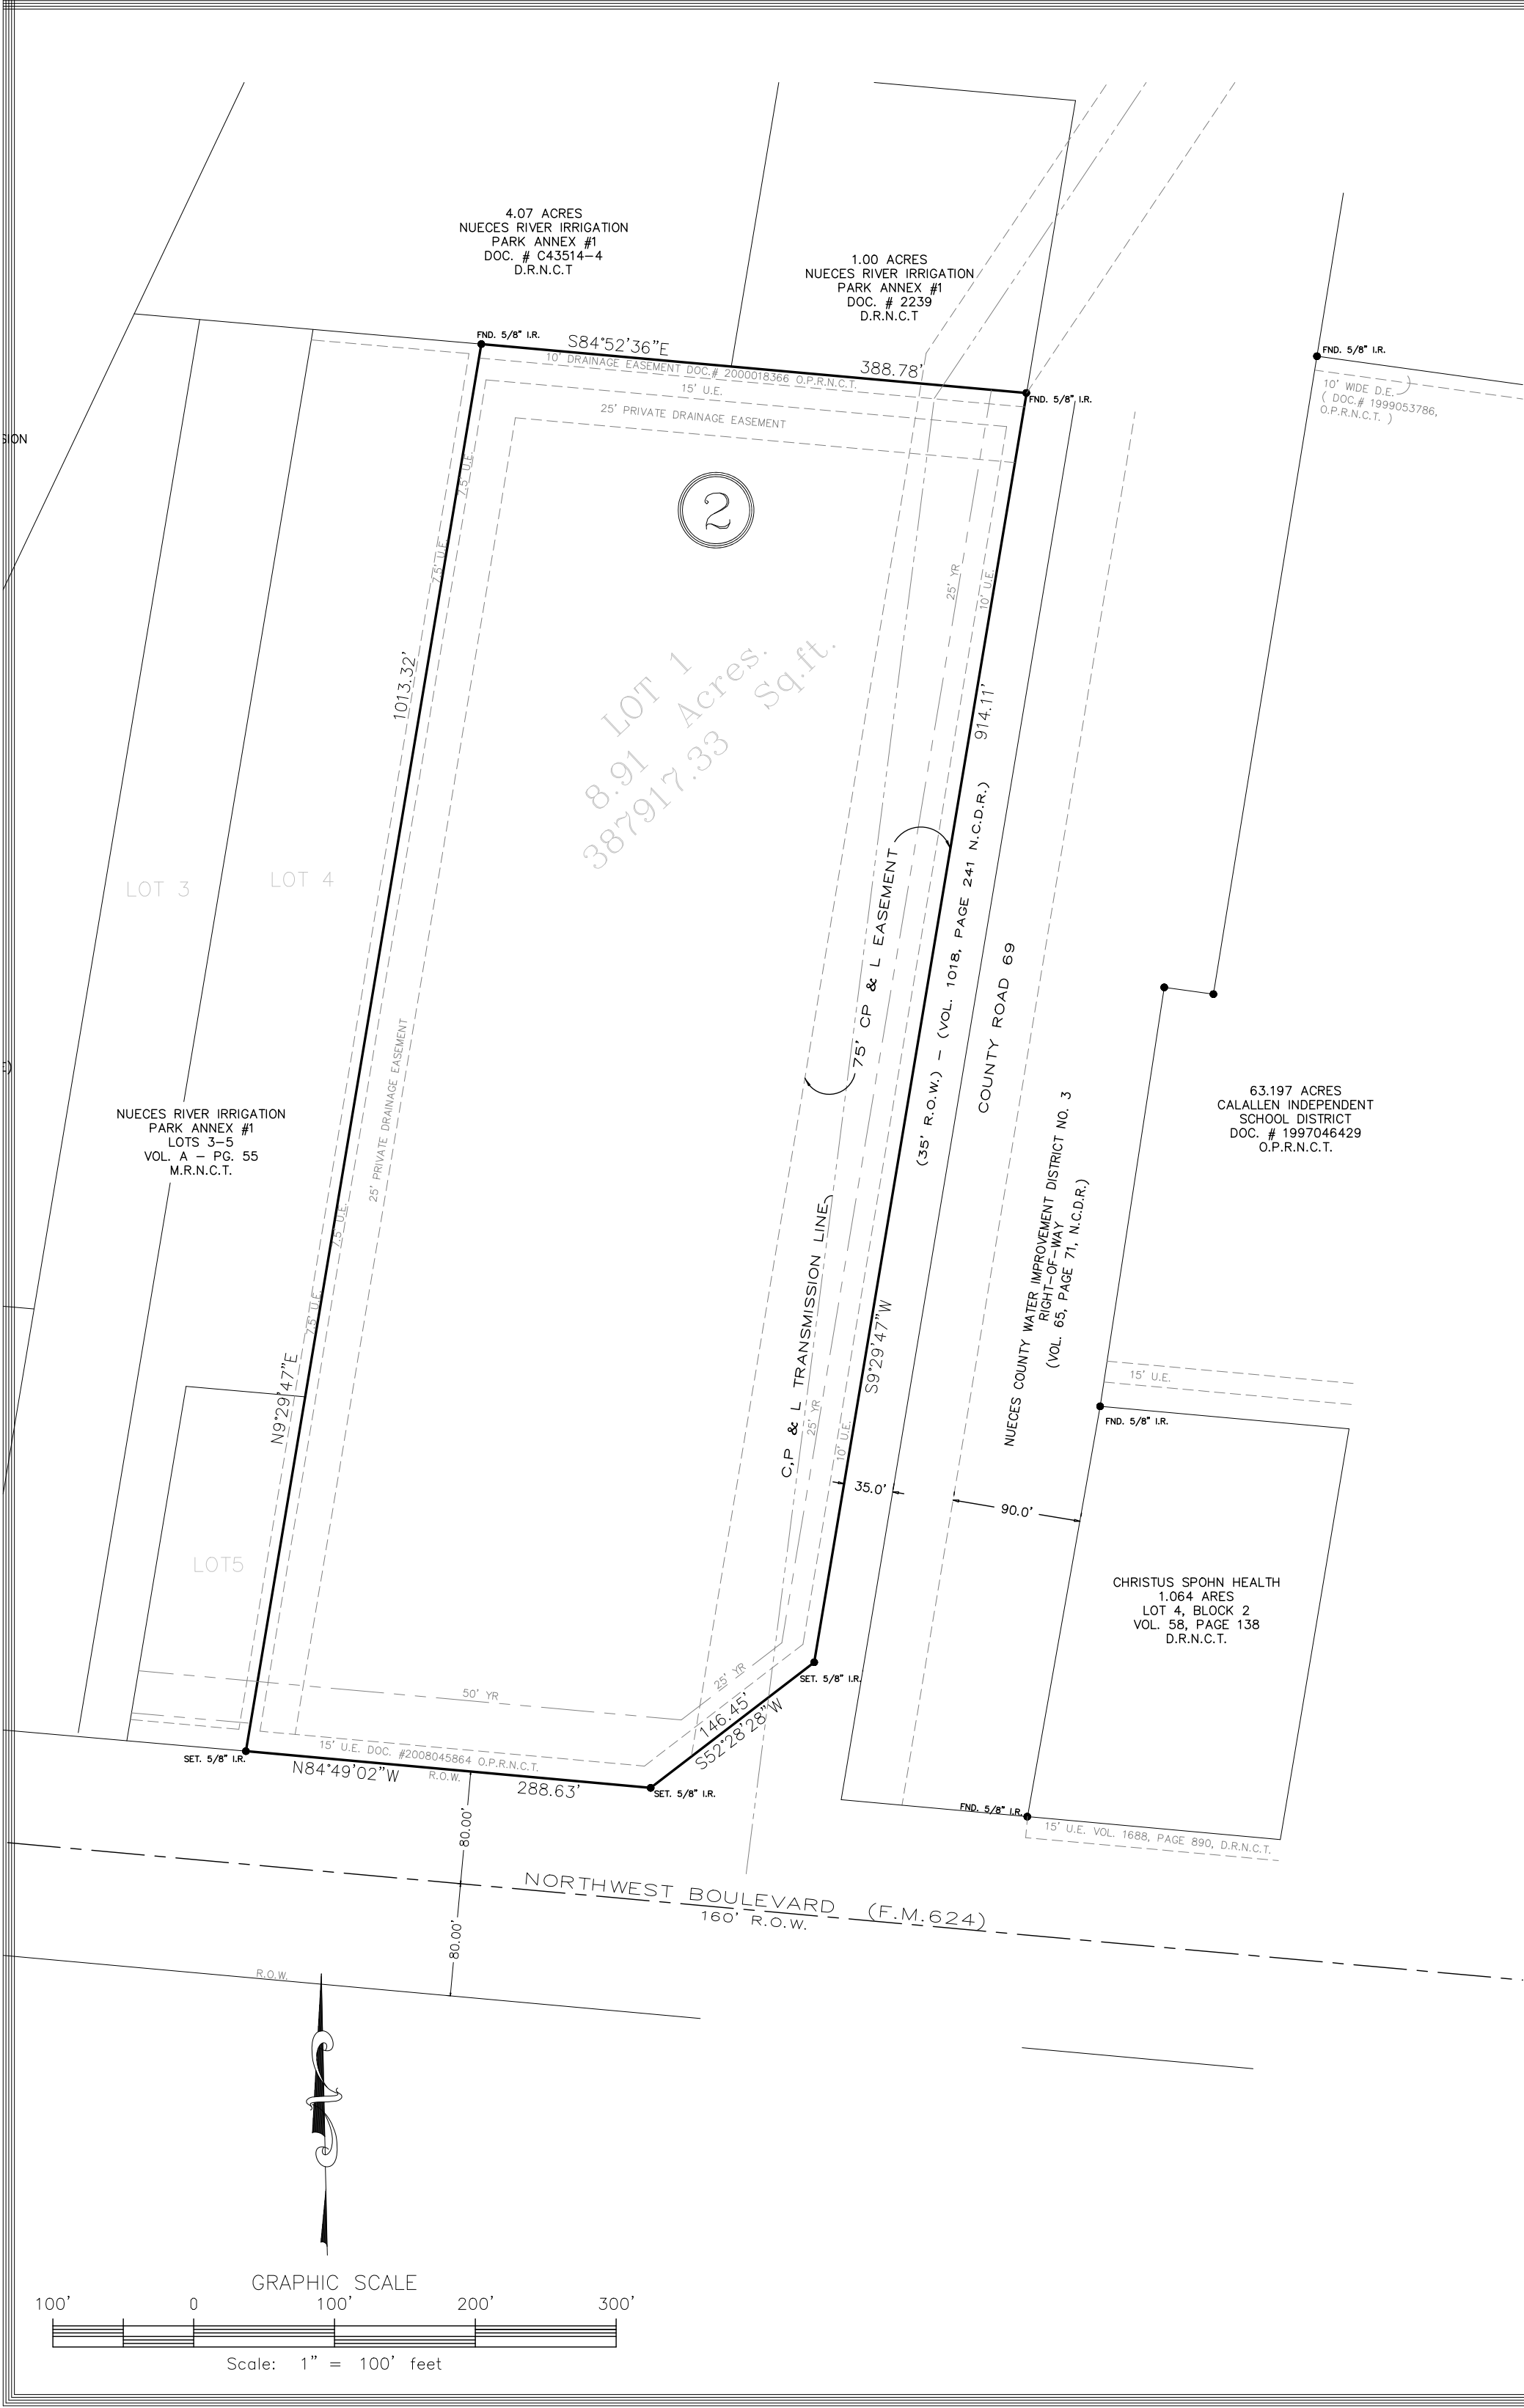 4.07 ACRES
NUECES RIVER IRRIGATION
PARK ANNEX #1
DOC. # C43514-4
D.R.N.C.T
1.00 ACRES
NUECES RIVER IRRIGATION
PARK ANNEX #1
DOC. # 2239
D.R.N.C.T
FND. 5/8" I.R.
S84°52'36"E
388.78'
10' DRAINAGE EASEMENT DOC.# 2000018366 O.P.R.N.C.T.
15' U.E.
25' PRIVATE DRAINAGE EASEMENT
FND. 5/8" I.R.
FND. 5/8" I.R.
10' WIDE D.E.
( DOC.# 1999053786,
O.P.R.N.C.T. )
SION
7.5' U.E.
7.5' U.E.
2
25' YR
10' U.E.
1013.32'
LOT 1
8.91 Acres.
387917.33 Sq.ft.
914.11'
LOT 3
LOT 4
75' CP & L EASEMENT
(35' R.O.W.) - (VOL. 1018, PAGE 241 N.C.D.R.)
COUNTY ROAD 69
E)
25' PRIVATE DRAINAGE EASEMENT
NUECES RIVER IRRIGATION
PARK ANNEX #1
LOTS 3-5
VOL. A - PG. 55
M.R.N.C.T.
NUECES COUNTY WATER IMPROVEMENT DISTRICT NO. 3
RIGHT-OF-WAY
(VOL. 65, PAGE 71, N.C.D.R.)
63.197 ACRES
CALALLEN INDEPENDENT
SCHOOL DISTRICT
DOC. # 1997046429
O.P.R.N.C.T.
7.5' U.E.
7.5' U.E.
C,P & L TRANSMISSION LINE
N9°29'47"E
S9°29'47"W
25' YR
10' U.E.
15' U.E.
FND. 5/8" I.R.
35.0'
90.0'
LOT5
CHRISTUS SPOHN HEALTH
1.064 ARES
LOT 4, BLOCK 2
VOL. 58, PAGE 138
D.R.N.C.T.
50' YR
25' YR
SET. 5/8" I.R.
146.45'
S52°28'28"W
SET. 5/8" I.R.
15' U.E. DOC. #2008045864 O.P.R.N.C.T.
N84°49'02"W
R.O.W.
288.63'
SET. 5/8" I.R.
FND. 5/8" I.R.
15' U.E. VOL. 1688, PAGE 890, D.R.N.C.T.
80.00'
NORTHWEST BOULEVARD (F.M.624)
160' R.O.W.
80.00'
R.O.W.
GRAPHIC SCALE
100' 0 100' 200' 300'
Scale: 1" = 100' feet